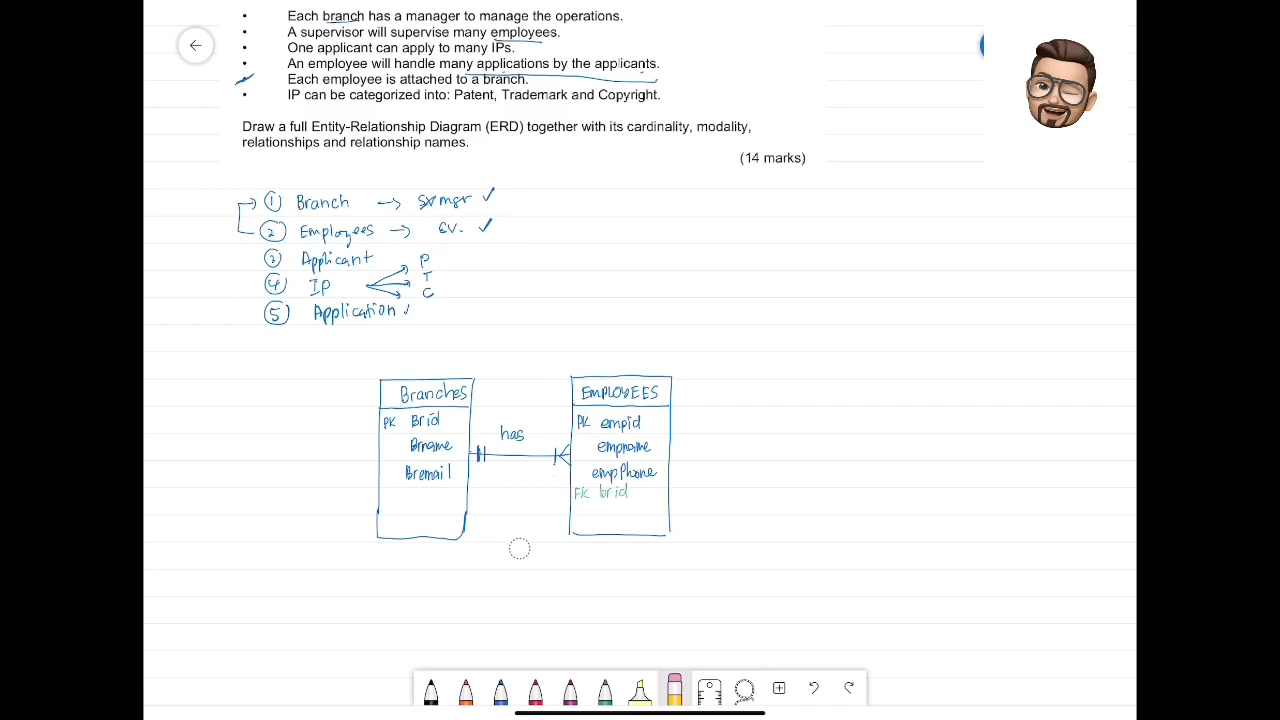 • Each branch has a manager to manage the operations.
• A supervisor will supervise many employees.
• One applicant can apply to many IPs.
• An employee will handle many applications by the applicants.
• Each employee is attached to a branch.
• IP can be categorized into: Patent, Trademark and Copyright.
Draw a full Entity-Relationship Diagram (ERD) together with its cardinality, modality,
relationships and relationship names.
(14 marks)
1 Branch → mgr ✓
2 Employees → sv. ✓
3 Applicant
4 IP
P
T
C
5 Application ✓
Branches
PK Brid
Brname
Bremail
has
EMPLOYEES
PK empid
empname
empPhone
FK brid